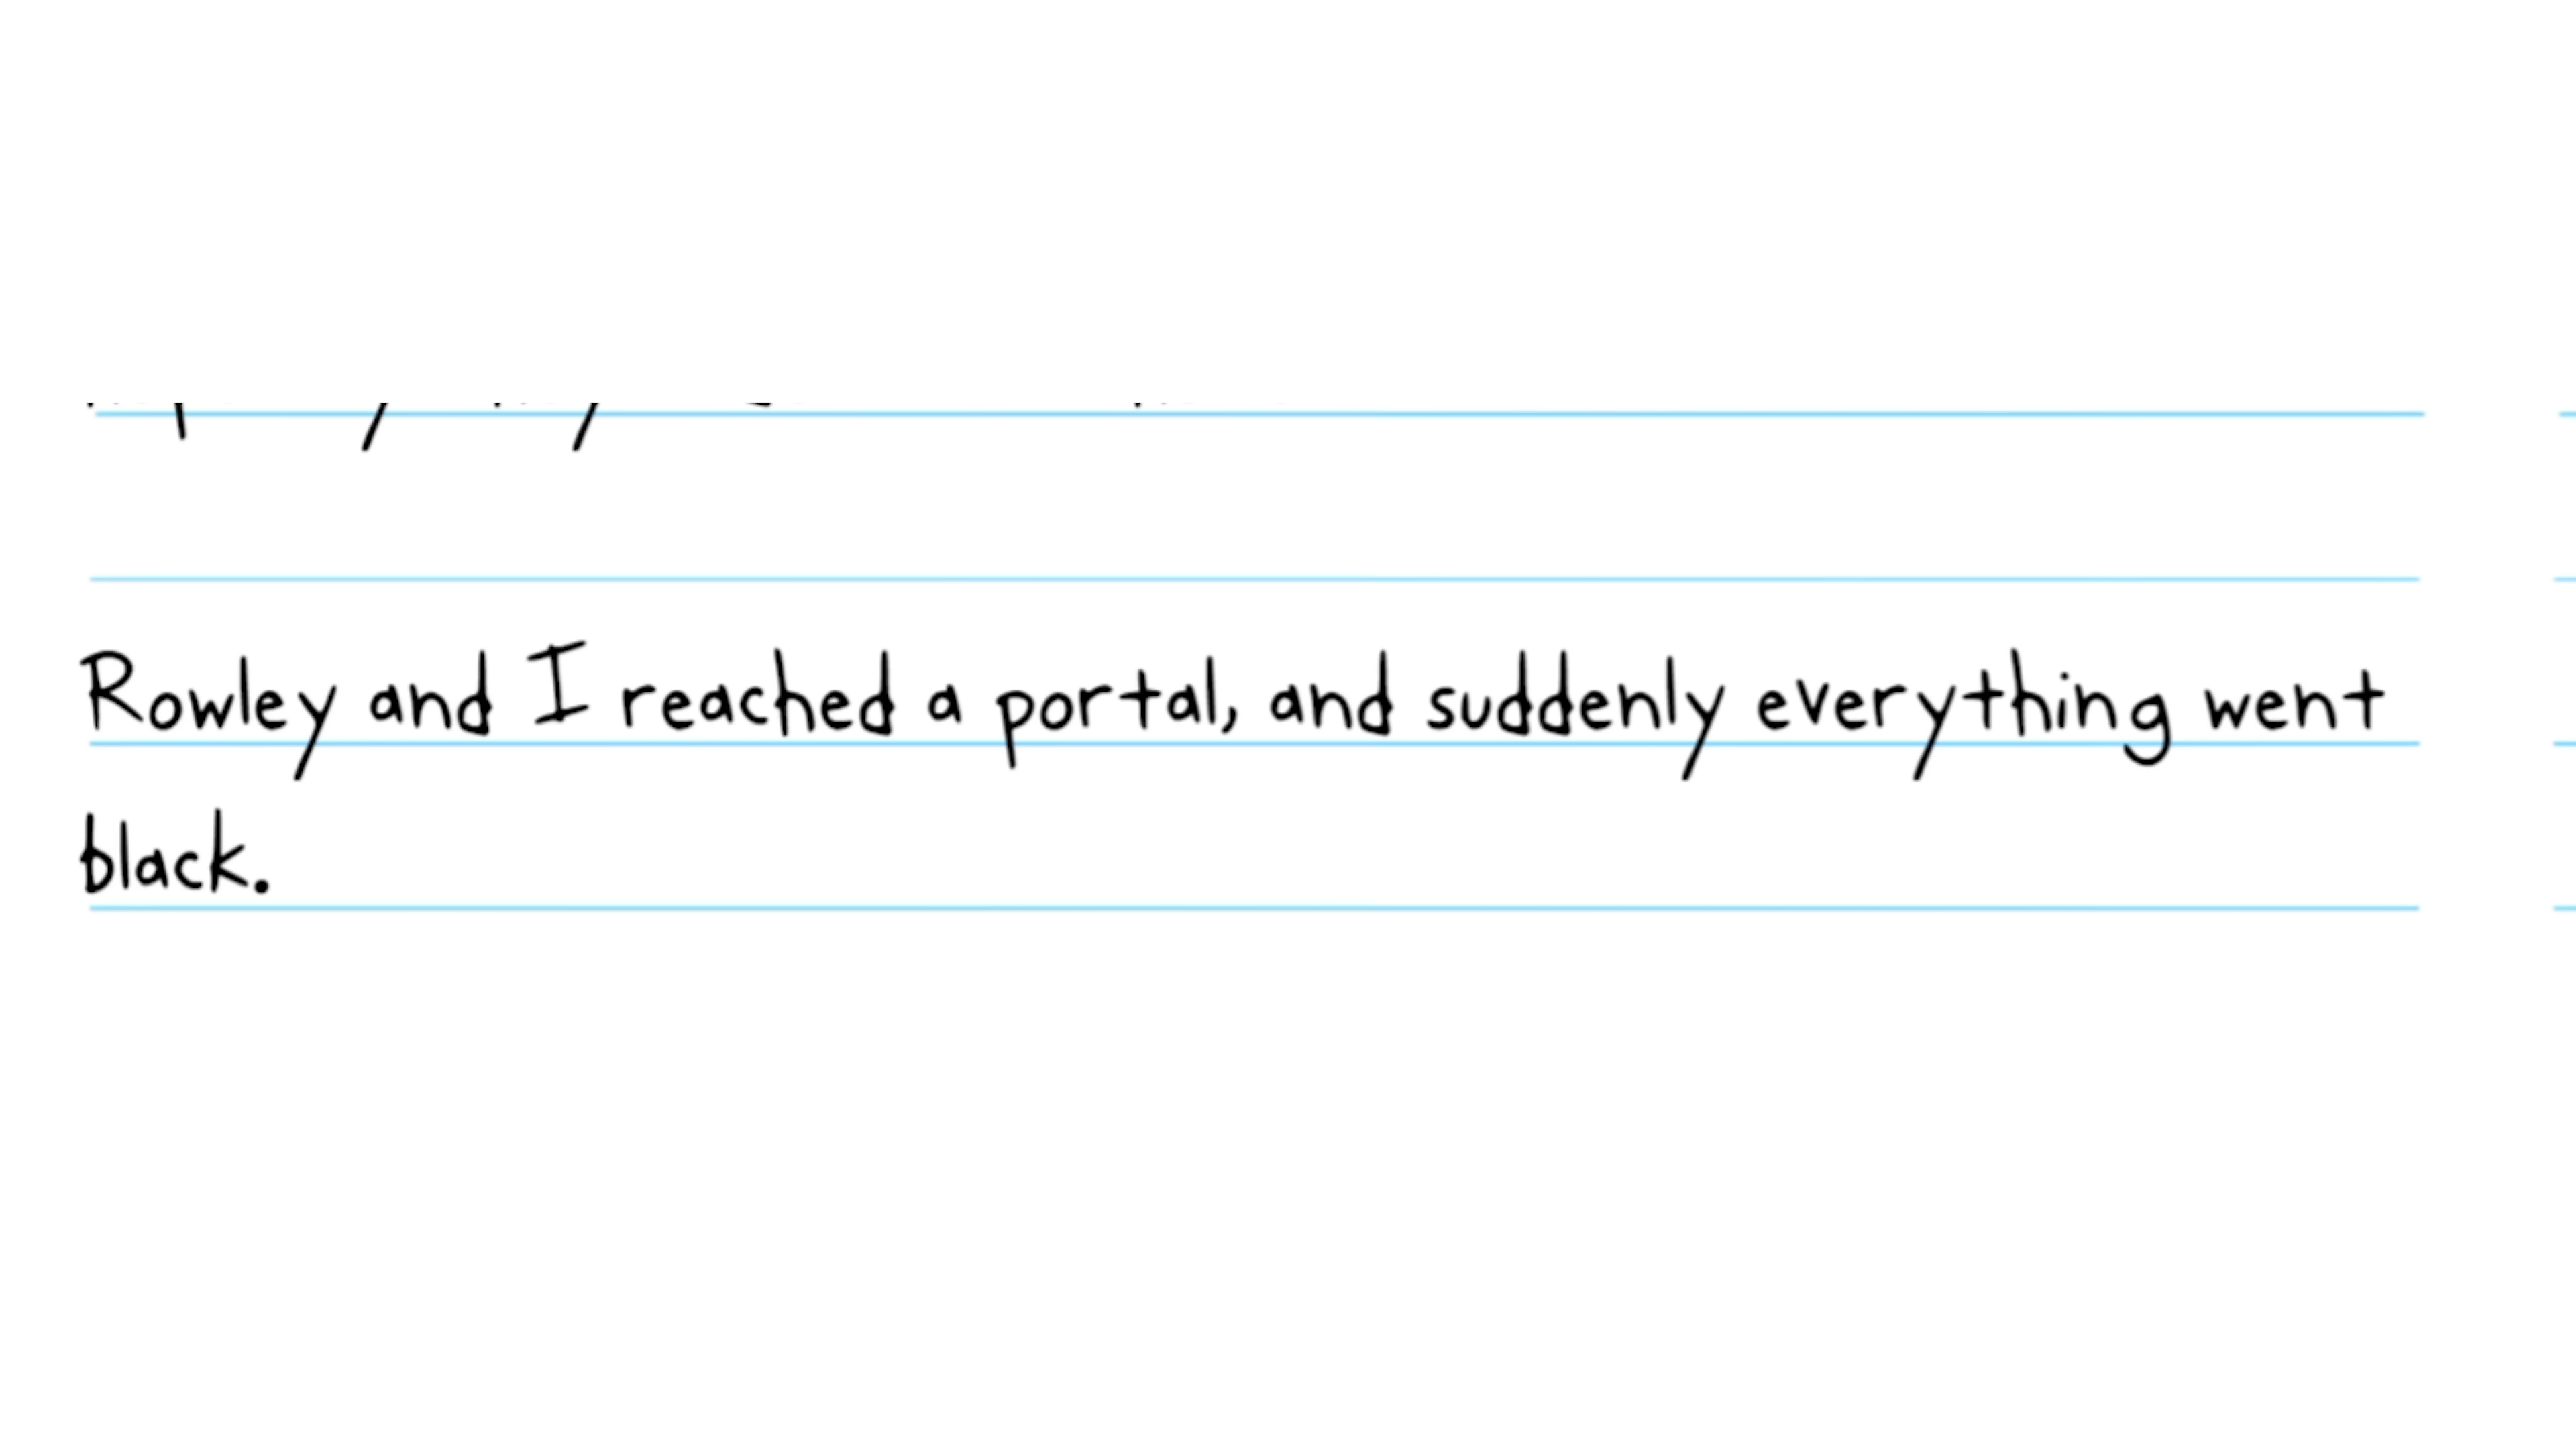 Rowley and I reached a portal, and suddenly everything went
black.